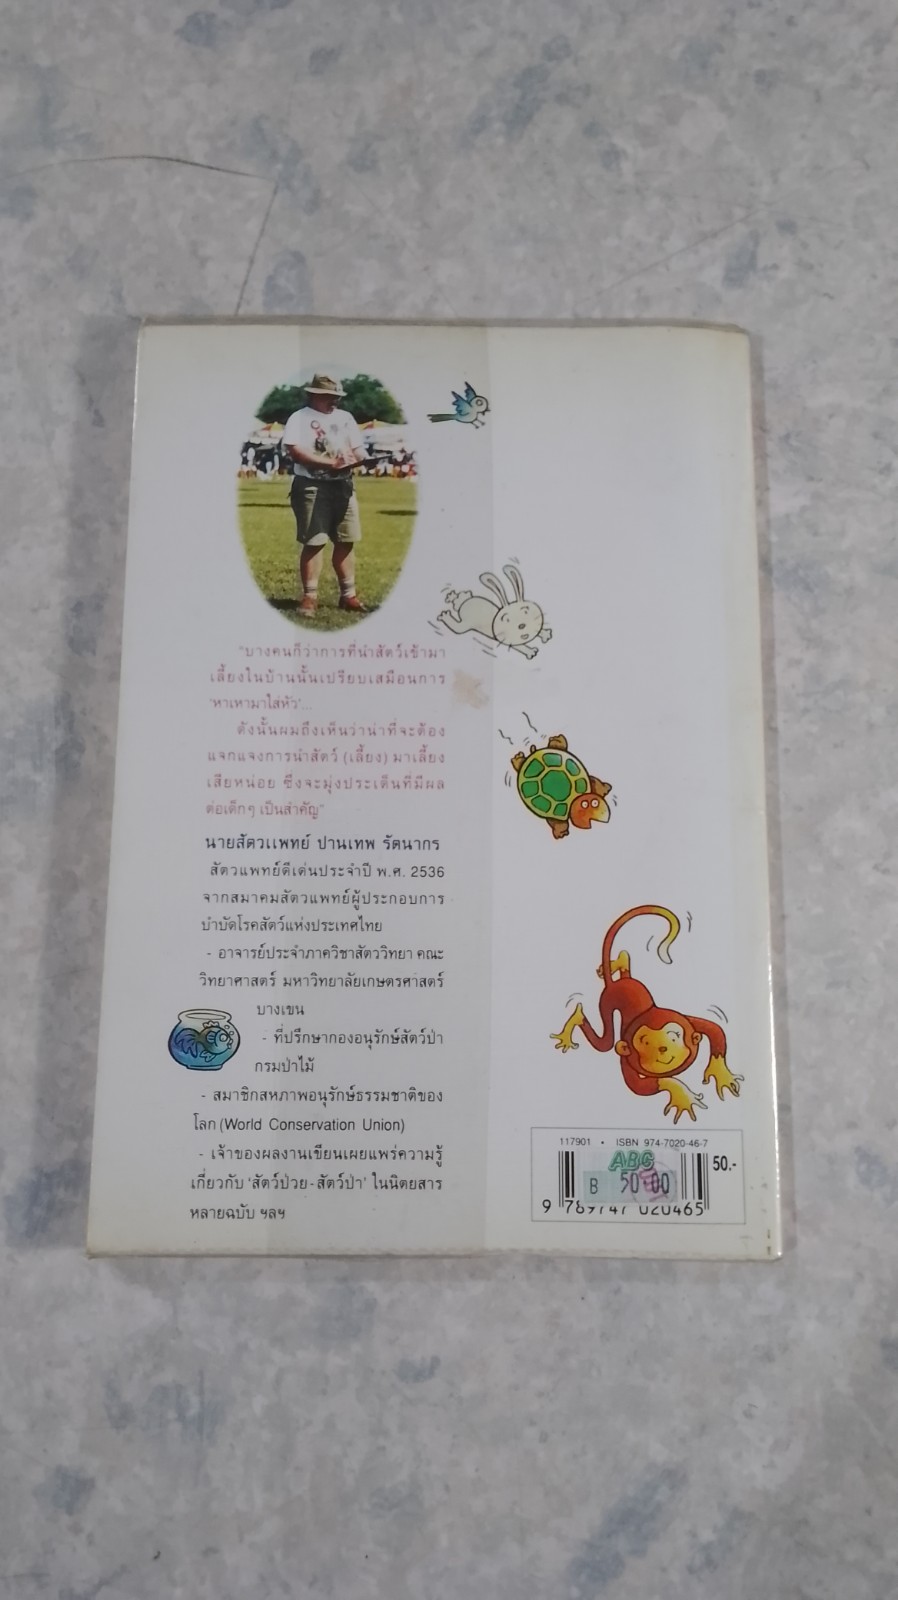 "บางคนก็ว่าการที่นำสัตว์เข้ามา
เลี้ยงในบ้านนั้นเปรียบเสมือนการ
'หาเหามาใส่หัว'...
ดังนั้นผมถึงเห็นว่าน่าที่จะต้อง
แจกแจงการนำสัตว์ (เลี้ยง) มาเลี้ยง
เสียหน่อย ซึ่งจะมุ่งประเด็นที่มีผล
ต่อเด็กๆ เป็นสำคัญ"
นายสัตวแพทย์ ปานเทพ รัตนากร
สัตวแพทย์ดีเด่นประจำปี พ.ศ. 2536
จากสมาคมสัตวแพทย์ผู้ประกอบการ
บำบัดโรคสัตว์แห่งประเทศไทย
- อาจารย์ประจำภาควิชาสัตววิทยา คณะ
วิทยาศาสตร์ มหาวิทยาลัยเกษตรศาสตร์
บางเขน
- ที่ปรึกษากองอนุรักษ์สัตว์ป่า
กรมป่าไม้
- สมาชิกสหภาพอนุรักษ์ธรรมชาติของ
โลก (World Conservation Union)
- เจ้าของผลงานเขียนเผยแพร่ความรู้
เกี่ยวกับ 'สัตว์ป่วย - สัตว์ป่า' ในนิตยสาร
หลายฉบับ ฯลฯ
117901 • ISBN 974-7020-46-7
ABC
50.-
B 50.00
9 789747 020465